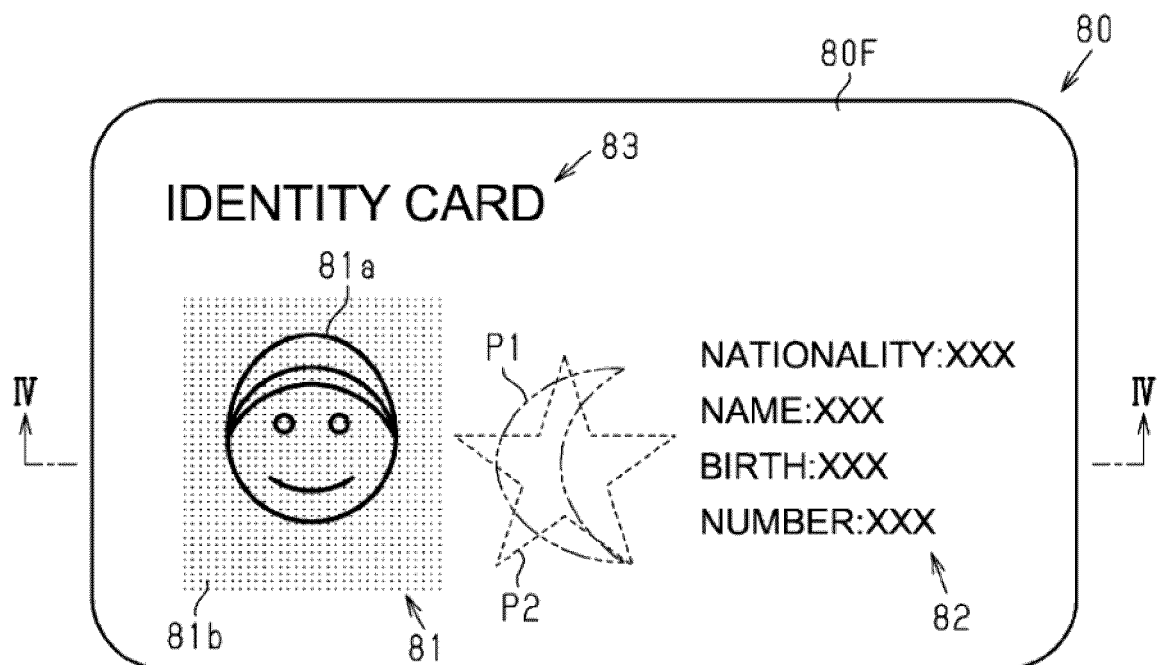 80
80F
83
IDENTITY CARD
81a
P1
NATIONALITY:XXX
Ⅳ Ⅳ
NAME:XXX
BIRTH:XXX
NUMBER:XXX
P2
81b 81 82